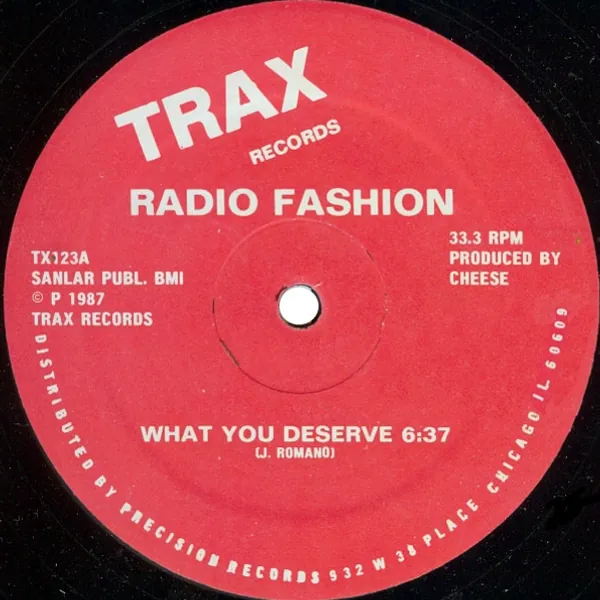 TRAX
RECORDS
RADIO FASHION
TX123A
SANLAR PUBL. BMI
© P 1987
TRAX RECORDS
33.3 RPM
PRODUCED BY
CHEESE
WHAT YOU DESERVE 6:37
(J. ROMANO)
DISTRIBUTED BY PRECISION RECORDS 932 W 38 PLACE CHICAGO IL. 60609